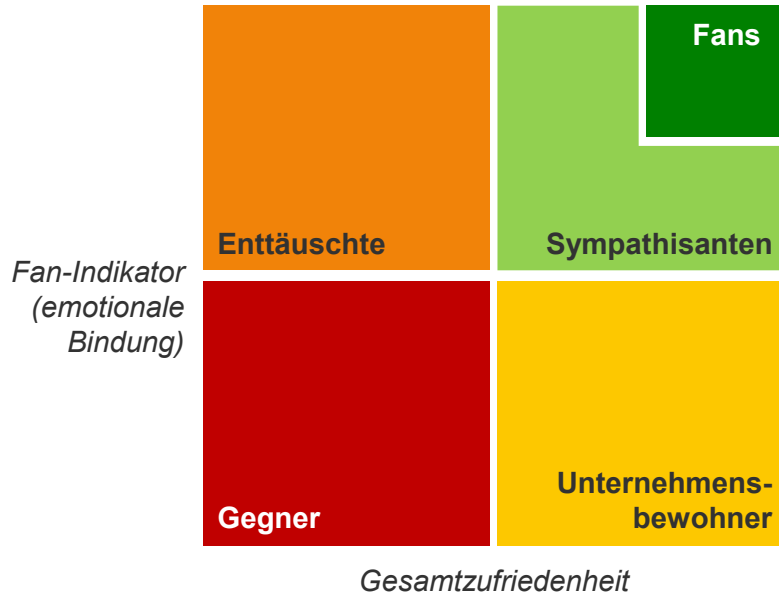 Fans
Enttäuschte
Sympathisanten
Fan-Indikator
(emotionale
Bindung)
Gegner
Unternehmens-
bewohner
Gesamtzufriedenheit